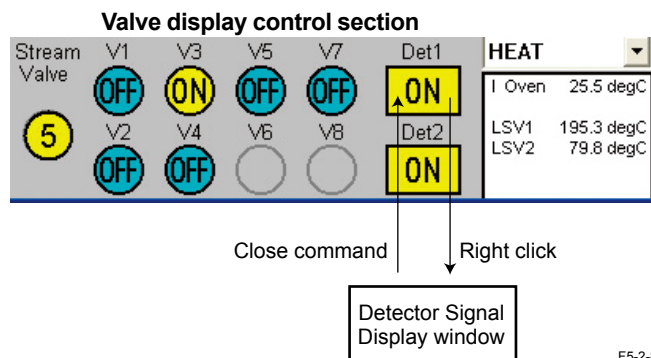 Valve display control section
Stream Valve
5
V1 V3 V5 V7 Det1
OFF ON OFF OFF ON
V2 V4 V6 V8 Det2
OFF OFF ON
HEAT
I Oven 25.5 degC
LSV1 195.3 degC
LSV2 79.8 degC
Close command
Right click
Detector Signal
Display window